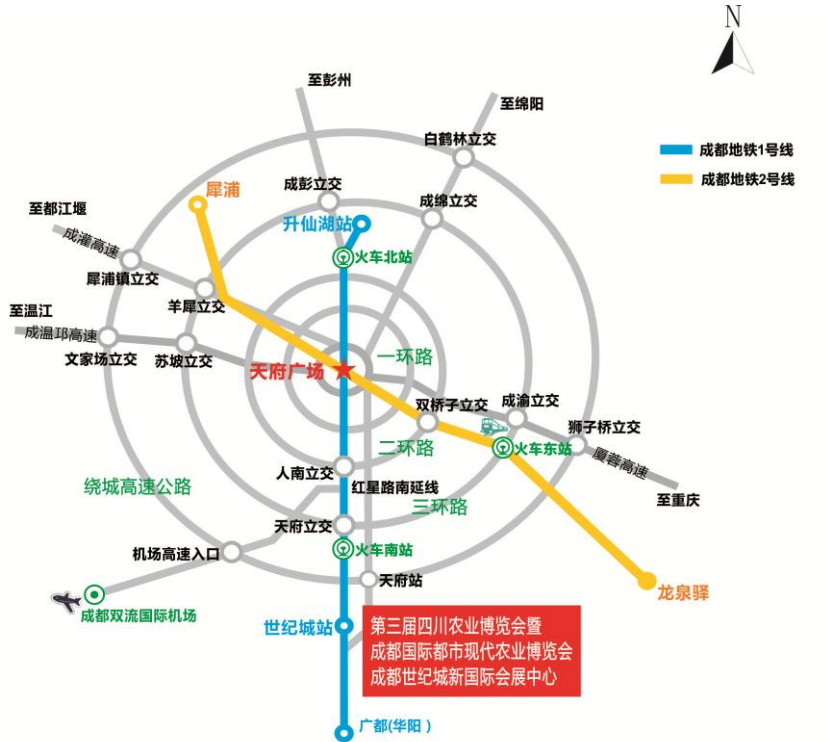 N
至彭州
至绵阳
白鹤林立交
成都地铁1号线
成都地铁2号线
犀浦
成彭立交
成绵立交
至都江堰
升仙湖站
成灌高速
火车北站
犀浦镇立交
羊犀立交
至温江
成温邛高速
文家场立交
苏坡立交
一环路
天府广场
双桥子立交
成渝立交
狮子桥立交
二环路
火车东站
厦蓉高速
人南立交
绕城高速公路
红星路南延线
至重庆
三环路
天府立交
机场高速入口
火车南站
天府站
龙泉驿
成都双流国际机场
世纪城站
第三届四川农业博览会暨
成都国际都市现代农业博览会
成都世纪城新国际会展中心
广都(华阳)